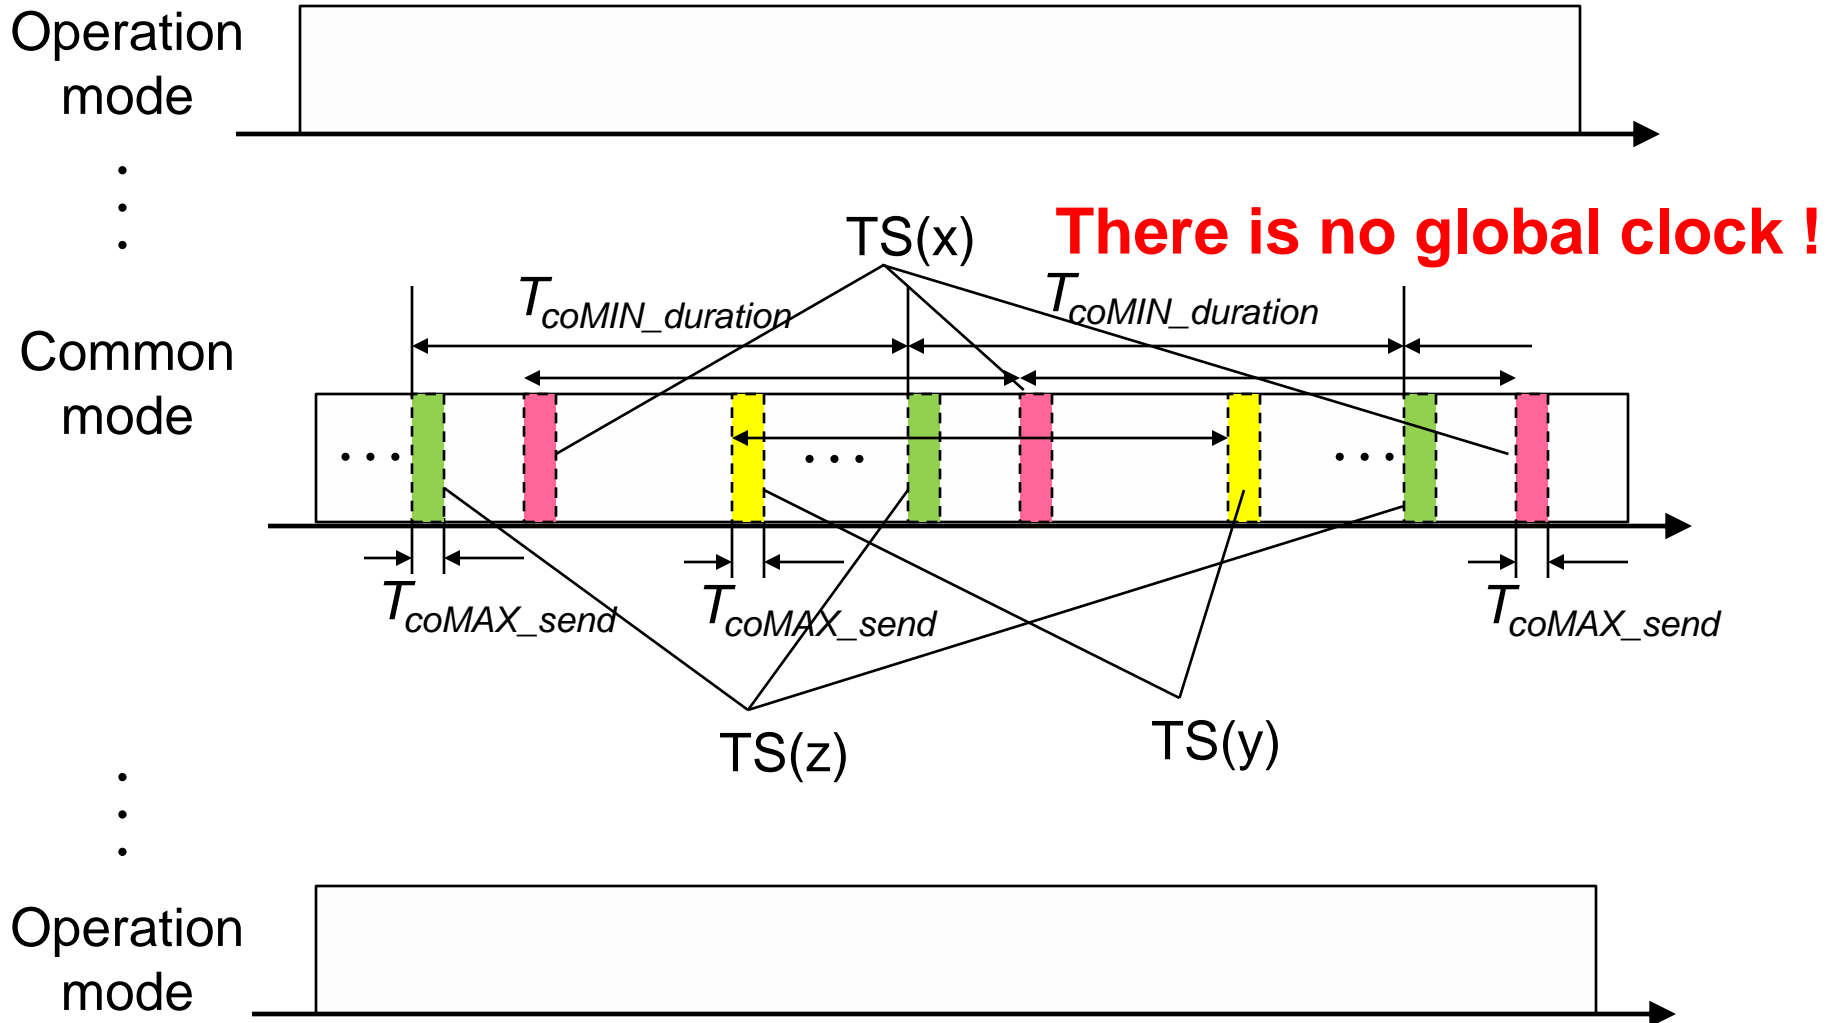 Operation
mode
.
.
.
TS(x)
There is no global clock !
TcoMIN_duration
TcoMIN_duration
Common
mode
...
...
...
TcoMAX_send
TcoMAX_send
TcoMAX_send
TS(z)
TS(y)
.
.
.
Operation
mode